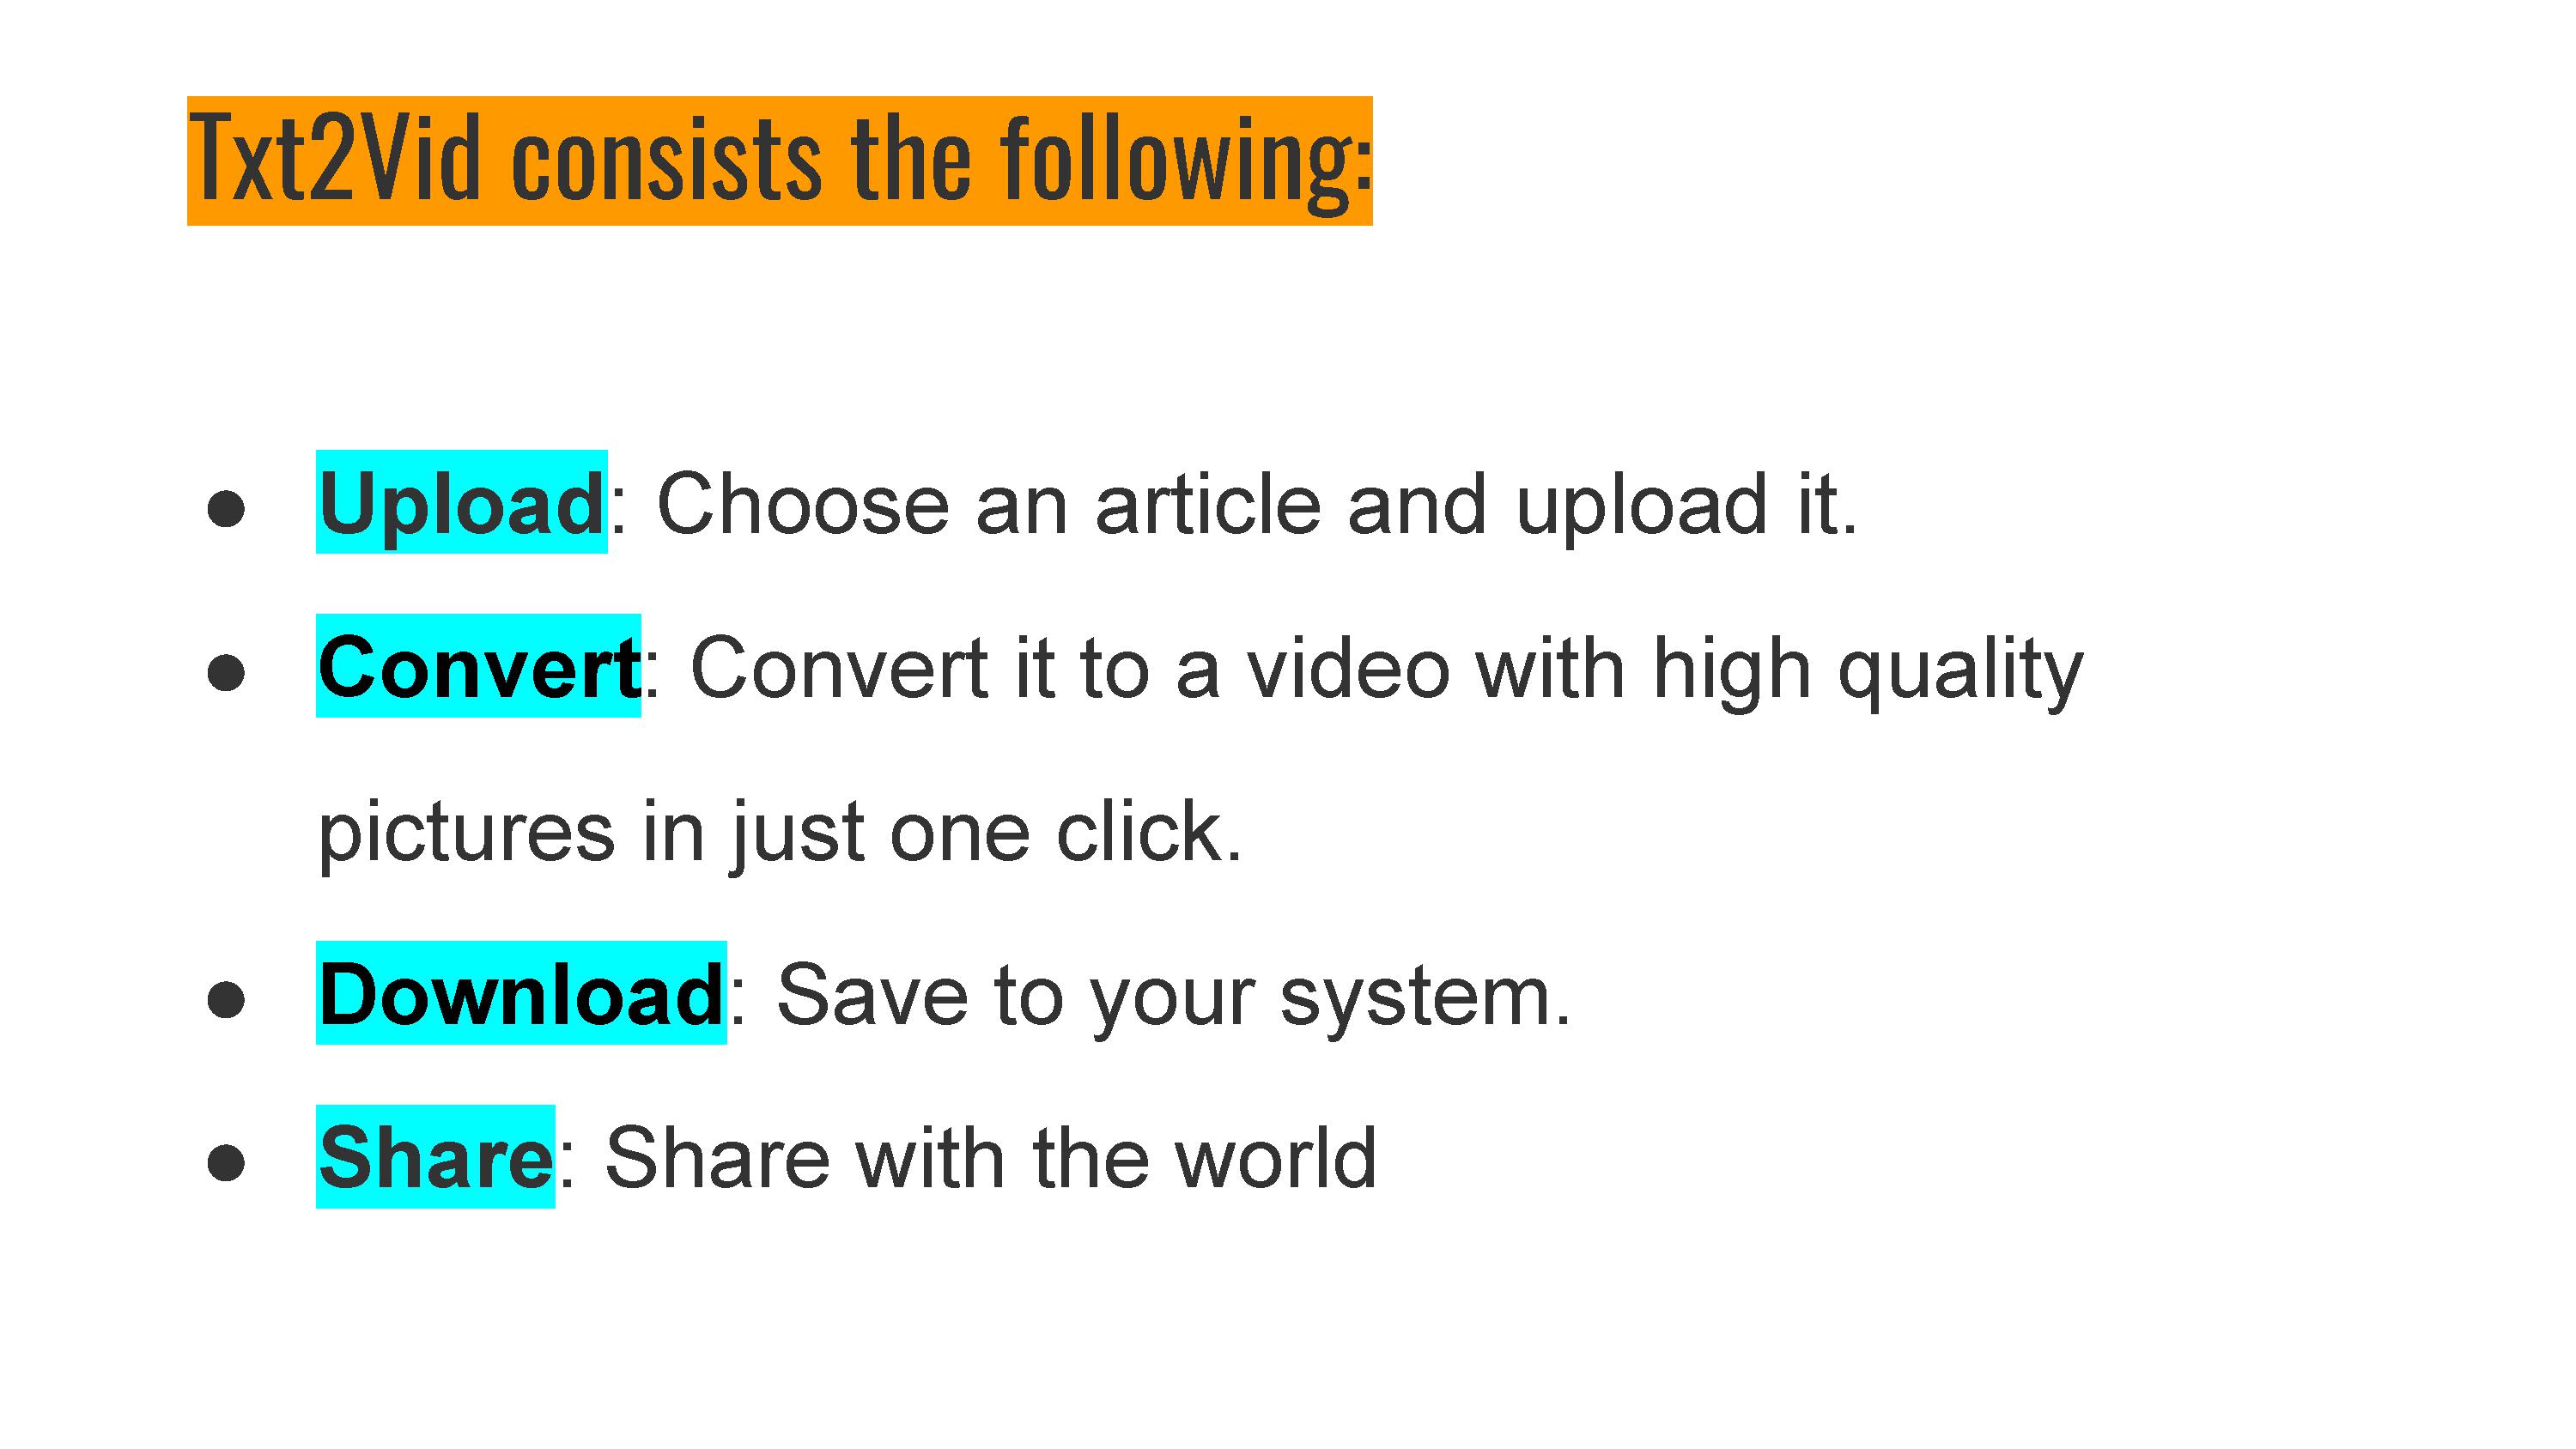 Txt2Vid consists the following:
● Upload: Choose an article and upload it.
● Convert: Convert it to a video with high quality
pictures in just one click.
● Download: Save to your system.
● Share: Share with the world